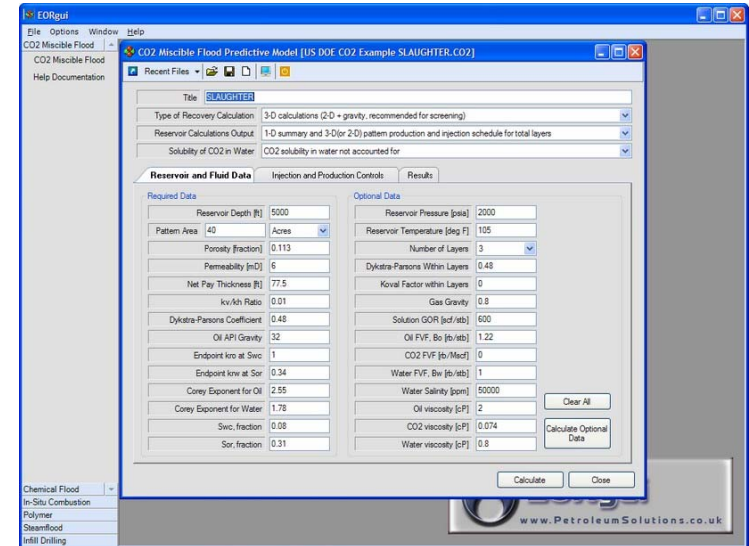 EORgui
File Options Window Help
CO2 Miscible Flood
CO2 Miscible Flood
Help Documentation
Chemical Flood
In-Situ Combustion
Polymer
Steamflood
Infill Drilling
CO2 Miscible Flood Predictive Model [US DOE CO2 Example SLAUGHTER.CO2]
Recent Files
Title SLAUGHTER
Type of Recovery Calculation 3-D calculations (2-D + gravity, recommended for screening)
Reservoir Calculations Output 1-D summary and 3-D(or 2-D) pattern production and injection schedule for total layers
Solubility of CO2 in Water CO2 solubility in water not accounted for
Reservoir and Fluid Data Injection and Production Controls Results
Required Data
Reservoir Depth [ft] 5000
Pattern Area 40 Acres
Porosity [fraction] 0.113
Permeability [mD] 6
Net Pay Thickness [ft] 77.5
kv/kh Ratio 0.01
Dykstra-Parsons Coefficient 0.48
Oil API Gravity 32
Endpoint kro at Swc 1
Endpoint krw at Sor 0.34
Corey Exponent for Oil 2.55
Corey Exponent for Water 1.78
Swc, fraction 0.08
Sor, fraction 0.31
Optional Data
Reservoir Pressure [psia] 2000
Reservoir Temperature [deg F] 105
Number of Layers 3
Dykstra-Parsons Within Layers 0.48
Koval Factor within Layers 0
Gas Gravity 0.8
Solution GOR [scf/stb] 600
Oil FVF, Bo [rb/stb] 1.22
CO2 FVF [rb/Mscf] 0
Water FVF, Bw [rb/stb] 1
Water Salinity [ppm] 50000
Oil viscosity [cP] 2
CO2 viscosity [cP] 0.074
Water viscosity [cP] 0.8
Clear All
Calculate Optional
Data
Calculate Close
www.PetroleumSolutions.co.uk